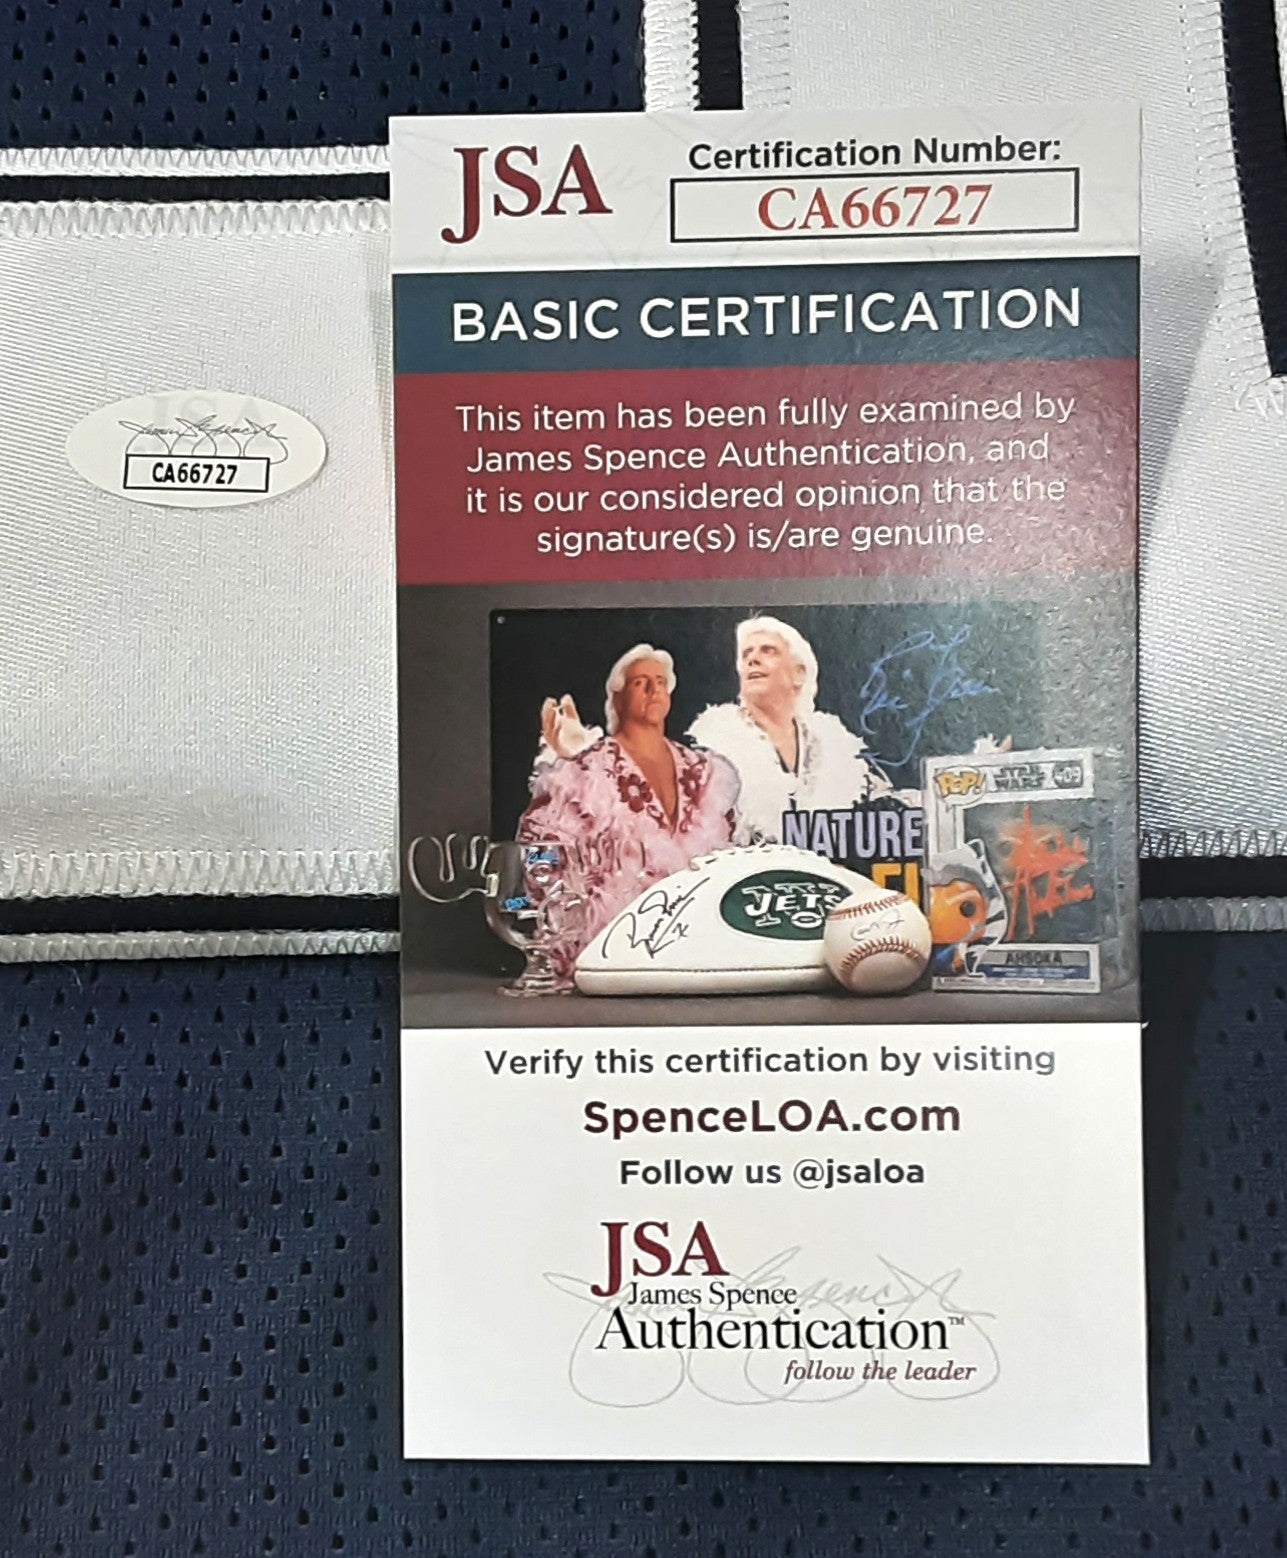 JSA
Certification Number:
CA66727
BASIC CERTIFICATION
This item has been fully examined by
James Spence Authentication, and
it is our considered opinion that the
signature(s) is/are genuine.
JSA
CA66727
POP!
STAR
WARS
NATURE
JETS
AHSOKA
Verify this certification by visiting
SpenceLOA.com
Follow us @jsaloa
JSA
James Spence
Authentication™
follow the leader